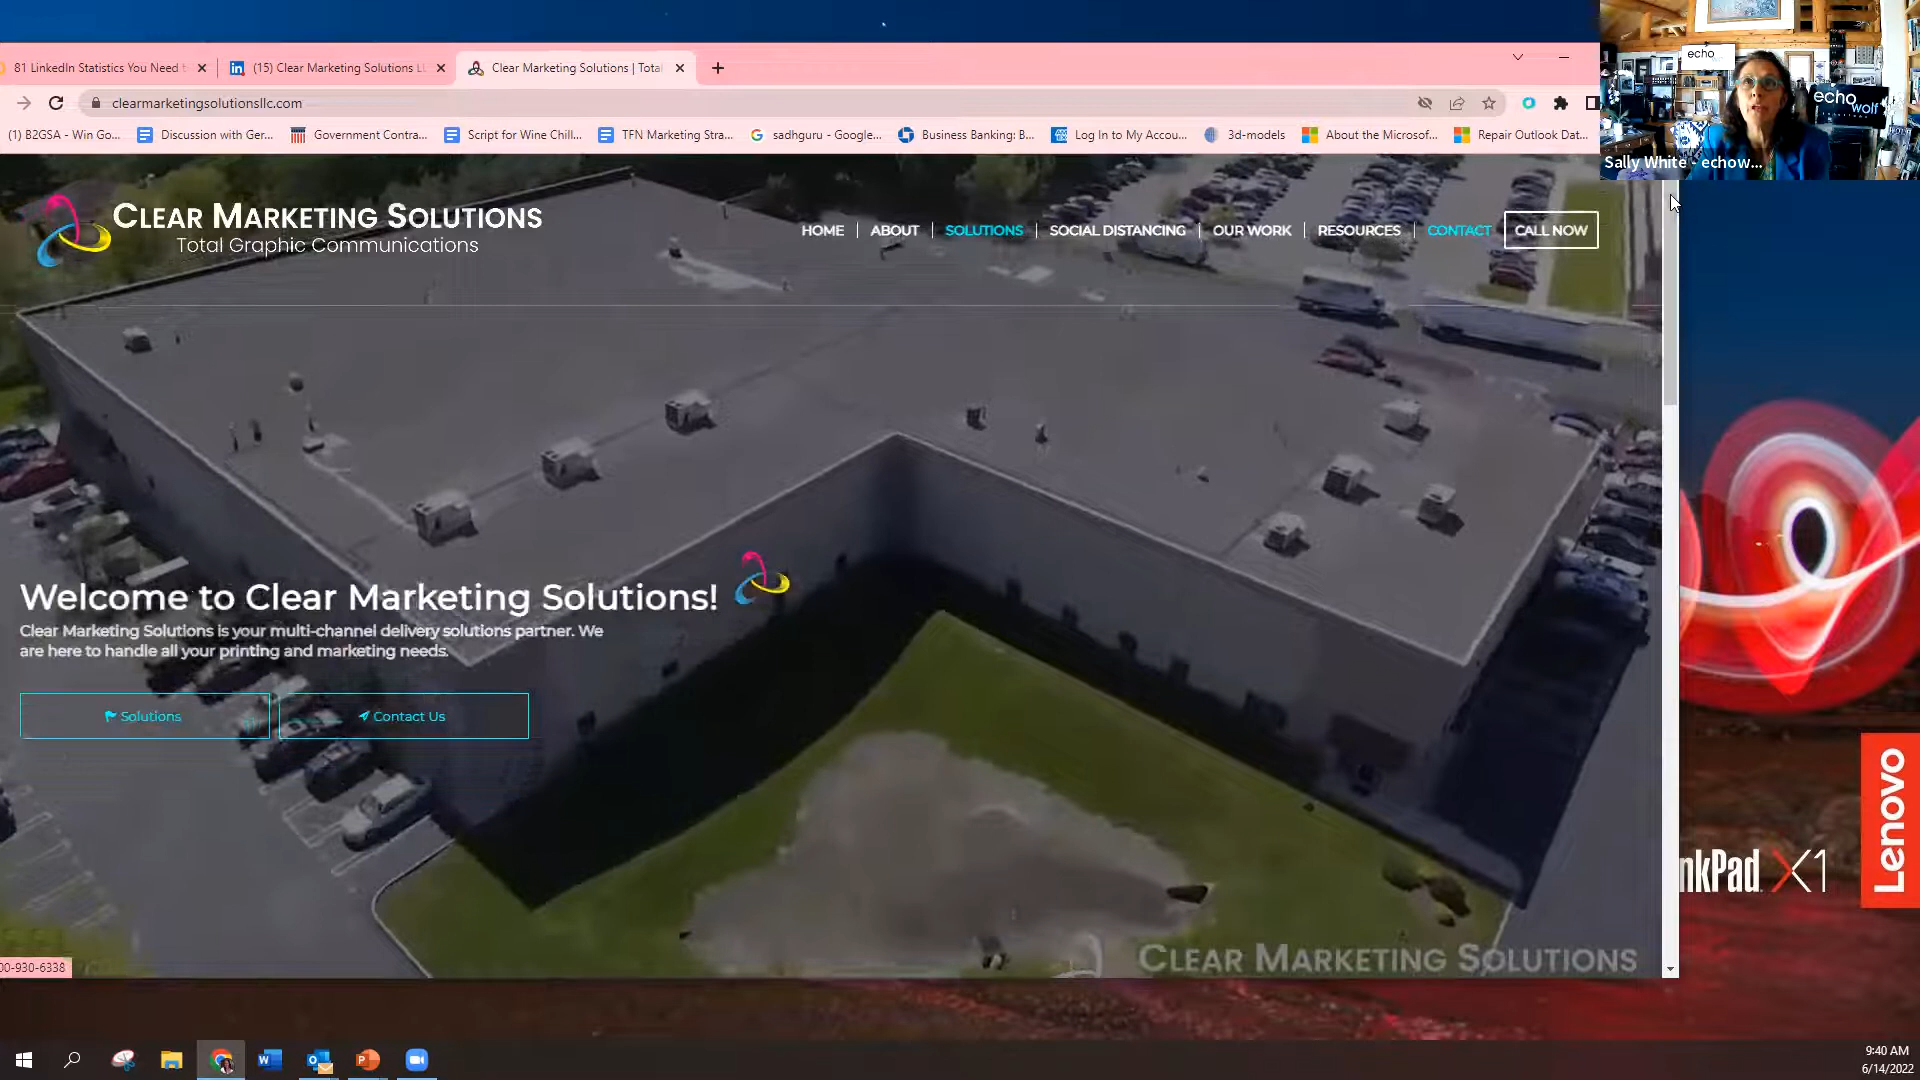 81 LinkedIn Statistics You Need t
(15) Clear Marketing Solutions LL
Clear Marketing Solutions | Total
clearmarketingsolutionsllc.com
(1) B2GSA - Win Go...
Discussion with Ger...
Government Contra...
Script for Wine Chill...
TFN Marketing Stra...
sadhguru - Google...
Business Banking: B...
Log In to My Accou...
3d-models
About the Microsof...
Repair Outlook Dat...
echo
echo
wolf
Sally White - echow...
CLEAR MARKETING SOLUTIONS
Total Graphic Communications
HOME
ABOUT
SOLUTIONS
SOCIAL DISTANCING
OUR WORK
RESOURCES
CONTACT
CALL NOW
Welcome to Clear Marketing Solutions!
Clear Marketing Solutions is your multi-channel delivery solutions partner. We
are here to handle all your printing and marketing needs.
Solutions
Contact Us
CLEAR MARKETING SOLUTIONS
00-930-6338
nkPad X1
Lenovo
9:40 AM
6/14/2022